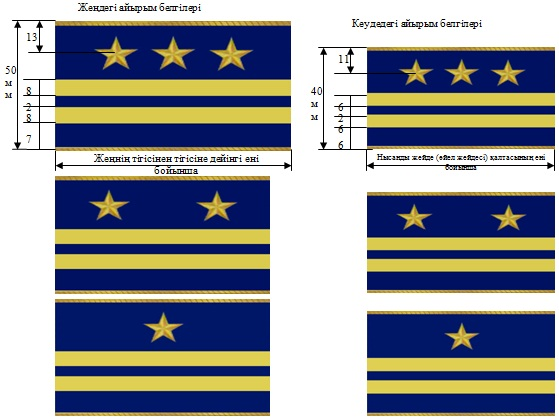 Жеңдегі айырым белгілері
Кеудедегі айырым белгілері
13
50
м
м
8
2
8
7
11
40
м
м
6
2
6
6
Жеңнің тігісінен тігісіне дейінгі ені
бойынша
Нысанды жейде (әйел жейдесі) қалтасының ені
бойынша